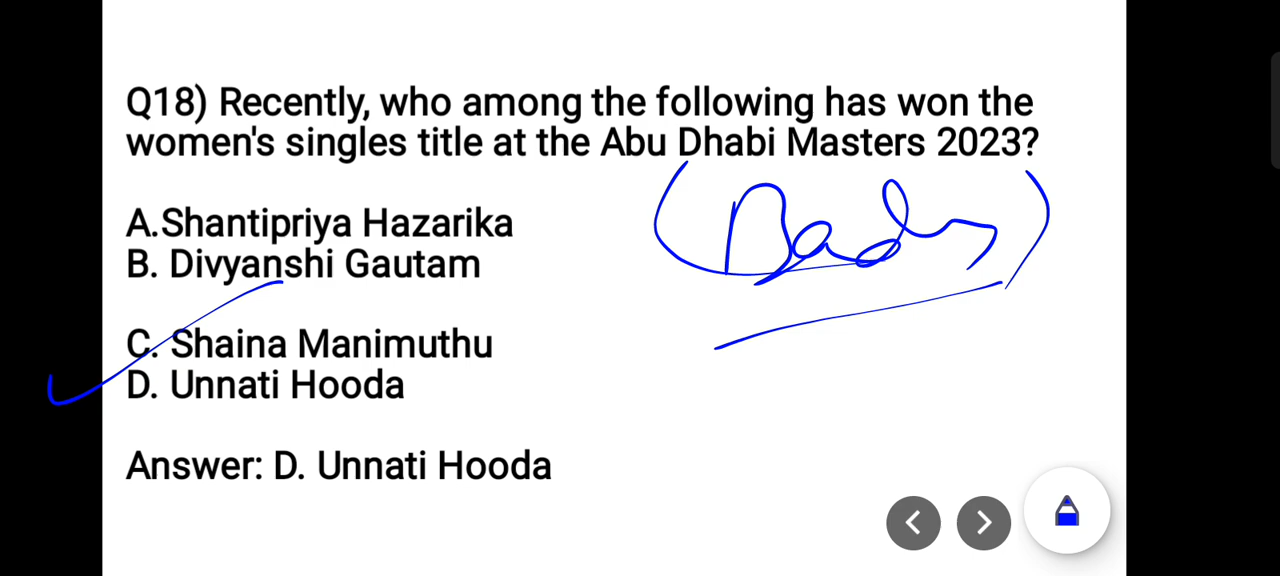 Q18) Recently, who among the following has won the
women's singles title at the Abu Dhabi Masters 2023?
A.Shantipriya Hazarika
B. Divyanshi Gautam
C. Shaina Manimuthu
D. Unnati Hooda
Answer: D. Unnati Hooda